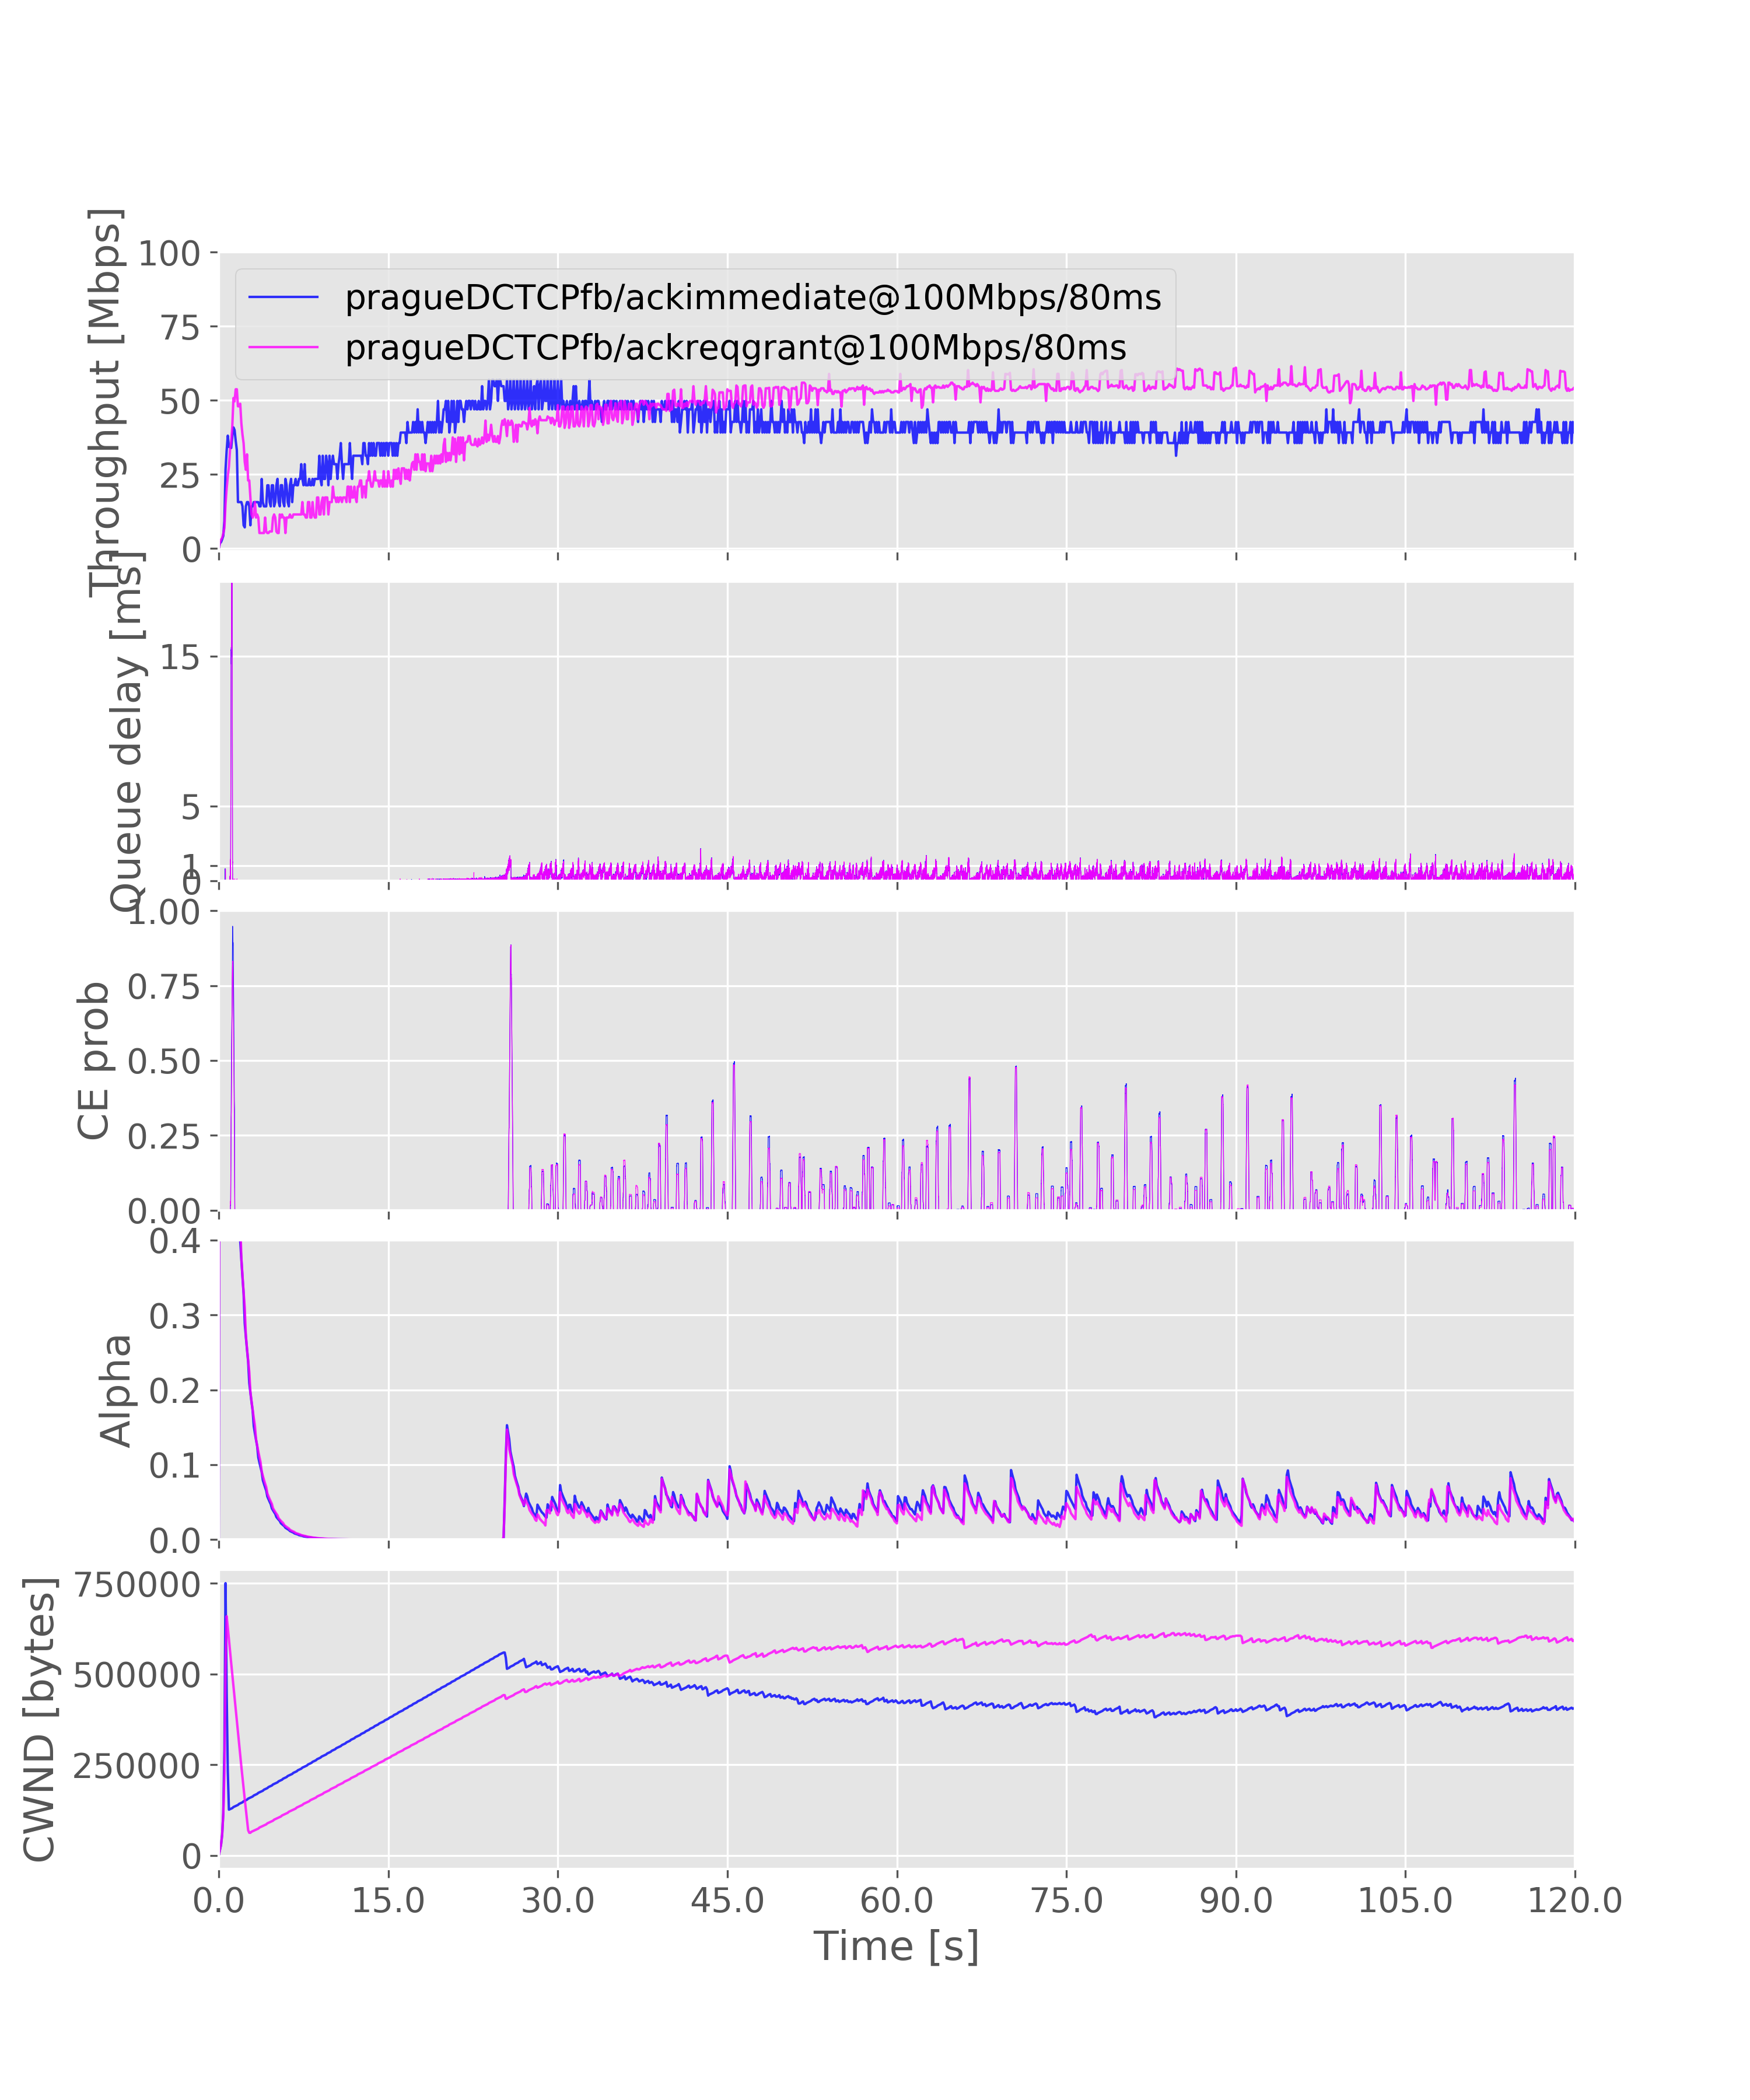 Throughput [Mbps]
100
75
50
25
0
pragueDCTCPfb/ackimmediate@100Mbps/80ms
pragueDCTCPfb/ackreqgrant@100Mbps/80ms
Queue delay [ms]
15
5
1
0
CE prob
1.00
0.75
0.50
0.25
0.00
Alpha
0.4
0.3
0.2
0.1
0.0
CWND [bytes]
750000
500000
250000
0
0.0 15.0 30.0 45.0 60.0 75.0 90.0 105.0 120.0
Time [s]